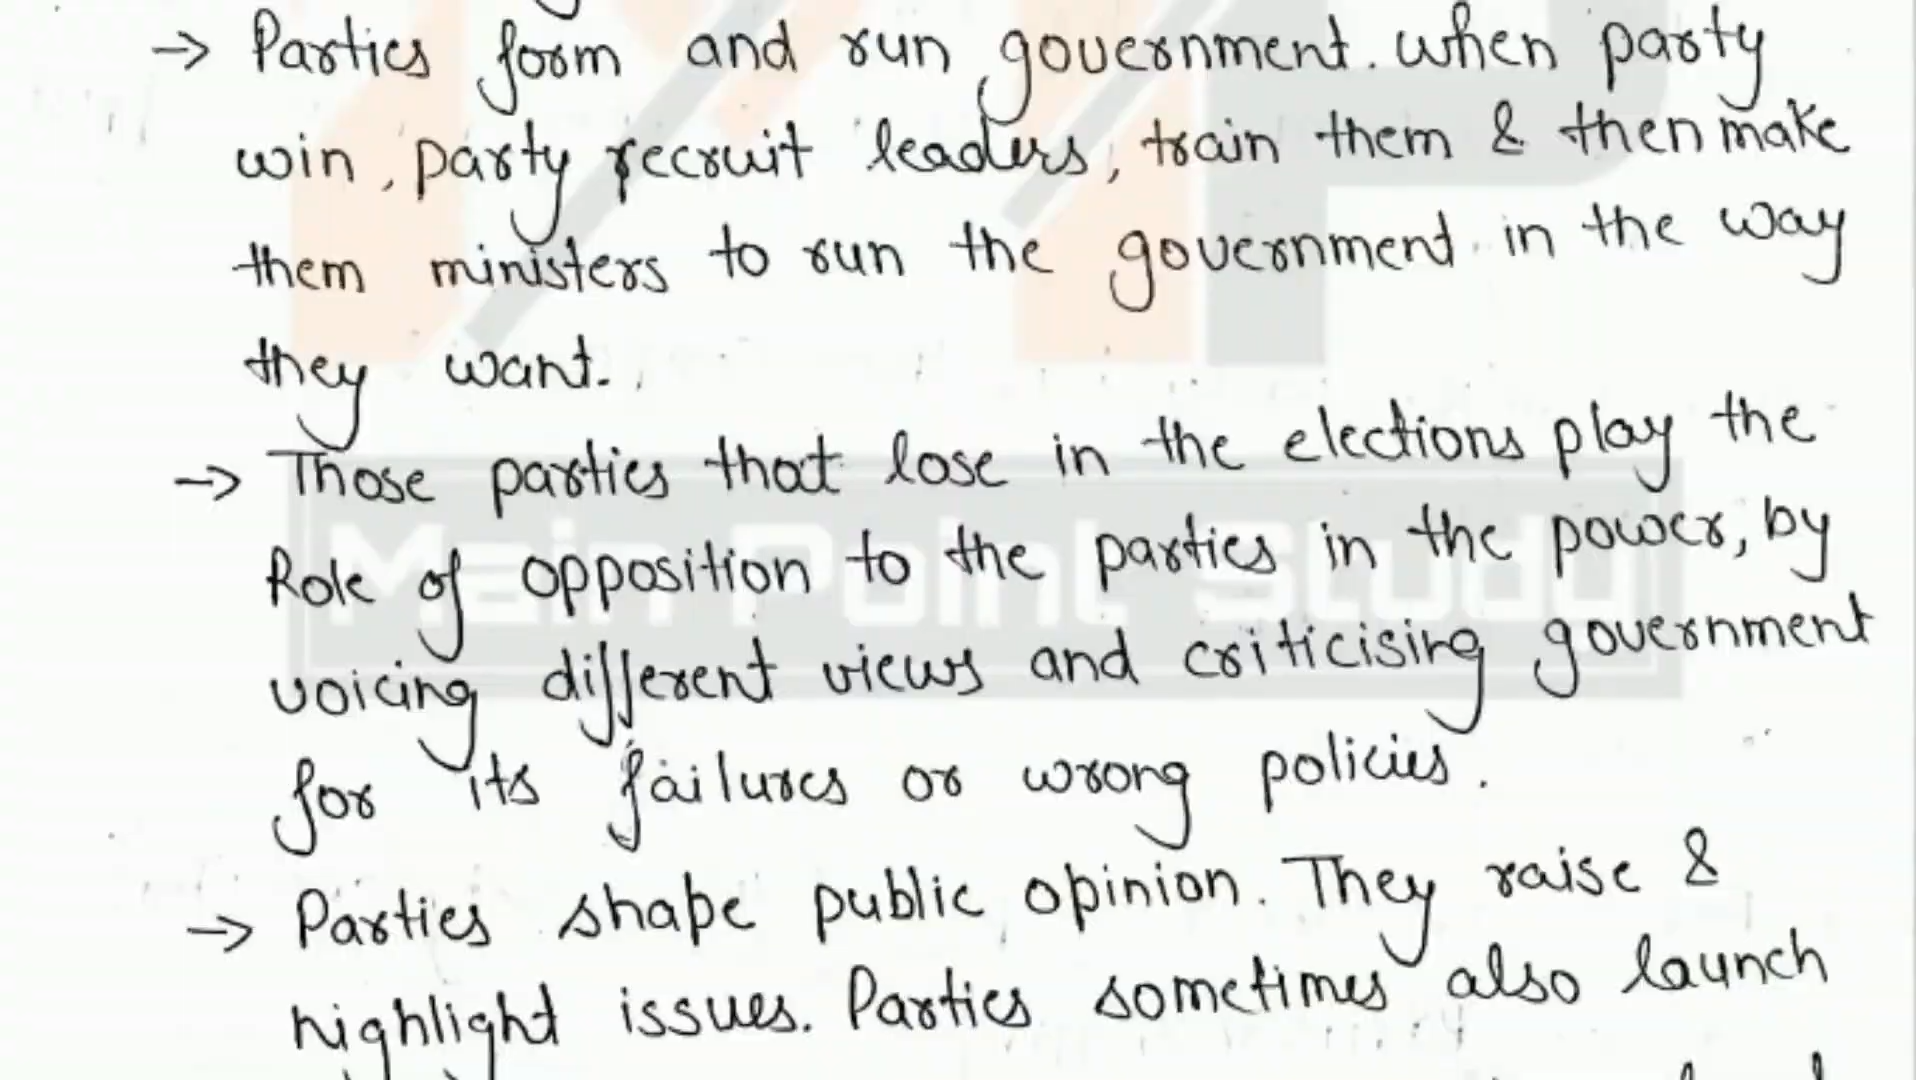 → Parties form and run government. when party
win, party recruit leaders, train them & then make
them ministers to run the government in the way
they want.
→ Those parties that lose in the elections play the
Role of opposition to the parties in the power, by
voicing different views and criticising government
for its failures or wrong policies.
→ Parties shape public opinion. They raise &
highlight issues. Parties sometimes also launch
Main Point Study